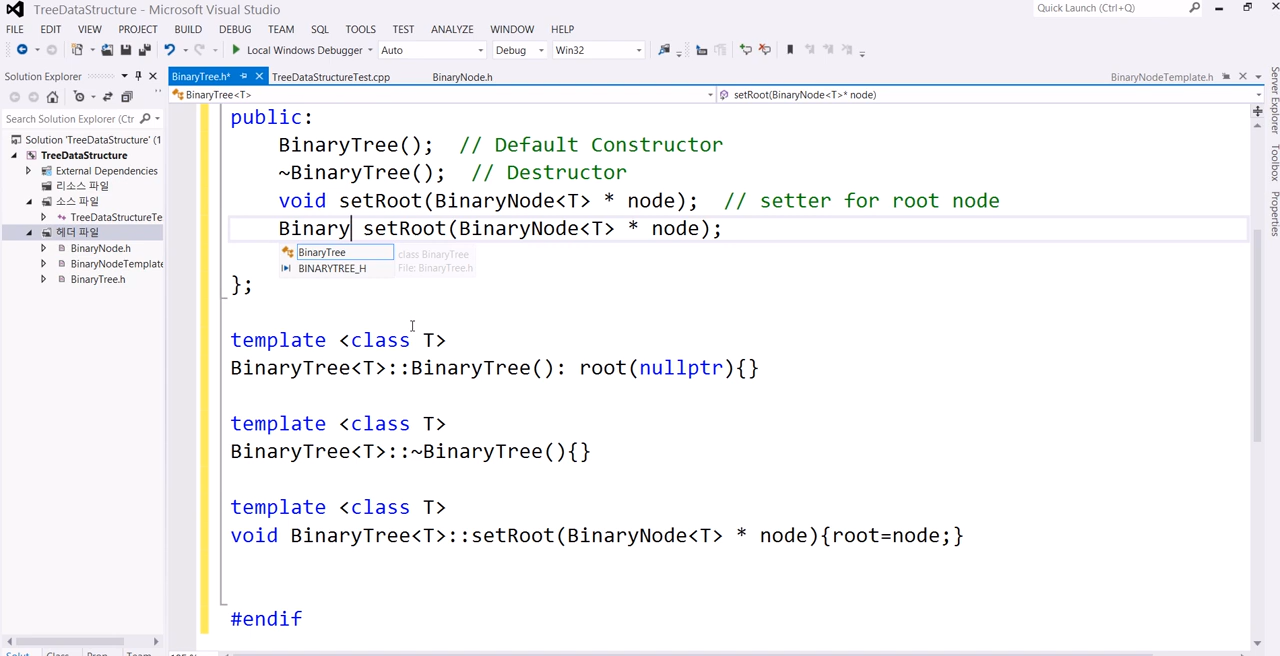 TreeDataStructure - Microsoft Visual Studio
Quick Launch (Ctrl+Q)
FILE EDIT VIEW PROJECT BUILD DEBUG TEAM SQL TOOLS TEST ANALYZE WINDOW HELP
Local Windows Debugger Auto Debug Win32
Solution Explorer
Search Solution Explorer (Ctr
Solution 'TreeDataStructure' (1
TreeDataStructure
External Dependencies
리소스 파일
소스 파일
TreeDataStructureTe
헤더 파일
BinaryNode.h
BinaryNodeTemplate
BinaryTree.h
BinaryTree.h* TreeDataStructureTest.cpp BinaryNode.h BinaryNodeTemplate.h
BinaryTree<T> setRoot(BinaryNode<T>* node)
public:
BinaryTree(); // Default Constructor
~BinaryTree(); // Destructor
void setRoot(BinaryNode<T> * node); // setter for root node
Binary setRoot(BinaryNode<T> * node);
BinaryTree class BinaryTree
BINARYTREE_H File: BinaryTree.h
};
template <class T>
BinaryTree<T>::BinaryTree(): root(nullptr){}
template <class T>
BinaryTree<T>::~BinaryTree(){}
template <class T>
void BinaryTree<T>::setRoot(BinaryNode<T> * node){root=node;}
#endif
Server Explorer
Toolbox
Properties